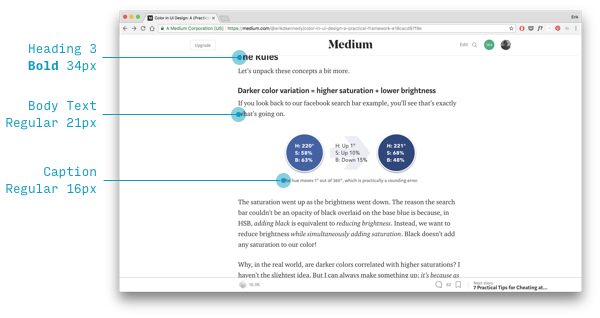 Color in UI Design: A (Practical
Erik
A Medium Corporation [US]
https://medium.com/@erikdkennedy/color-in-ui-design-a-practical-framework-e18cacd97f9e
Upgrade
Medium
Edit
Heading 3
Bold 34px
The Rules
Let's unpack these concepts a bit more.
Darker color variation = higher saturation + lower brightness
Body Text
Regular 21px
If you look back to our facebook search bar example, you'll see that's exactly
what's going on.
H: 220°
S: 58%
B: 63%
H: Up 1°
S: Up 10%
B: Down 15%
H: 221°
S: 68%
B: 48%
Caption
Regular 16px
The hue moves 1° out of 360°, which is practically a rounding error.
The saturation went up as the brightness went down. The reason the search
bar couldn't be an opacity of black overlaid on the base blue is because, in
HSB, adding black is equivalent to reducing brightness. Instead, we want to
reduce brightness while simultaneously adding saturation. Black doesn't add
any saturation to our color!
Why, in the real world, are darker colors correlated with higher saturations? I
haven't the slightest idea. But I can always make something up: it's because as
Next story
7 Practical Tips for Cheating at...